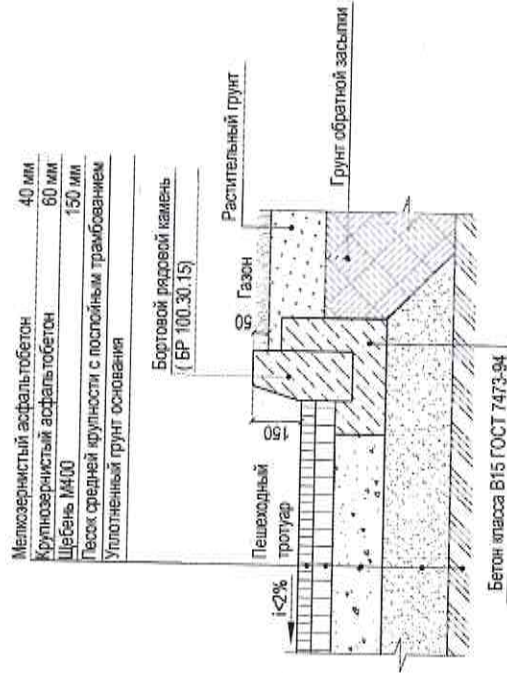 Мелкозернистый асфальтобетон 40 мм
Крупнозернистый асфальтобетон 60 мм
Щебень М400 150 мм
Песок средней крупности с послойным трамбованием
Уплотненный грунт основания
Бортовой рядовой камень
( БР 100.30.15)
Растительный грунт
Грунт обратной засыпки
Газон
50
150
Пешеходный
тротуар
i<2%
Бетон класса В15 ГОСТ 7473-94